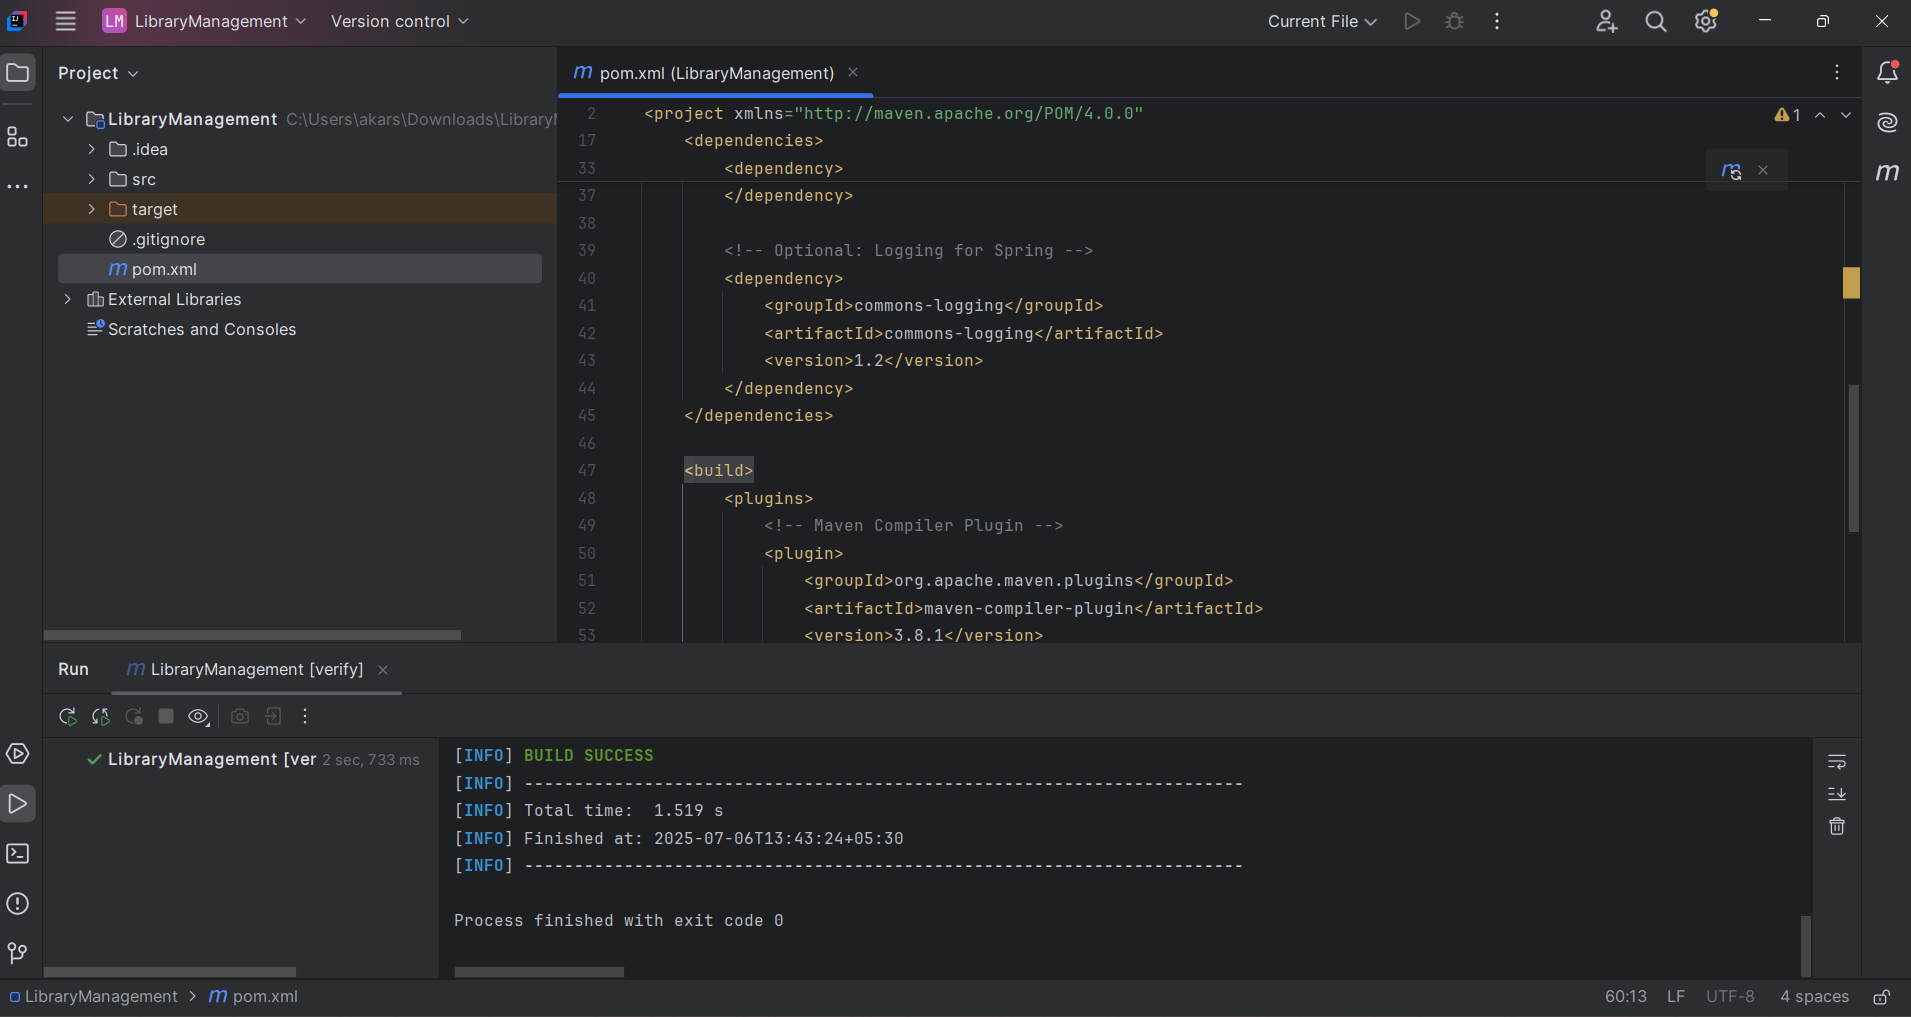 LM LibraryManagement Version control Current File
Project
pom.xml (LibraryManagement)
LibraryManagement C:\Users\akars\Downloads\Library
.idea
src
target
.gitignore
m pom.xml
External Libraries
Scratches and Consoles
2 <project xmlns="http://maven.apache.org/POM/4.0.0"
17 <dependencies>
33 <dependency>
37 </dependency>
38
39 <!-- Optional: Logging for Spring -->
40 <dependency>
41 <groupId>commons-logging</groupId>
42 <artifactId>commons-logging</artifactId>
43 <version>1.2</version>
44 </dependency>
45 </dependencies>
46
47 <build>
48 <plugins>
49 <!-- Maven Compiler Plugin -->
50 <plugin>
51 <groupId>org.apache.maven.plugins</groupId>
52 <artifactId>maven-compiler-plugin</artifactId>
53 <version>3.8.1</version>
1
m
m
Run m LibraryManagement [verify]
LibraryManagement [ver 2 sec, 733 ms
[INFO] BUILD SUCCESS
[INFO] ------------------------------------------------------------------------
[INFO] Total time:  1.519 s
[INFO] Finished at: 2025-07-06T13:43:24+05:30
[INFO] ------------------------------------------------------------------------
Process finished with exit code 0
LibraryManagement > m pom.xml
60:13 LF UTF-8 4 spaces